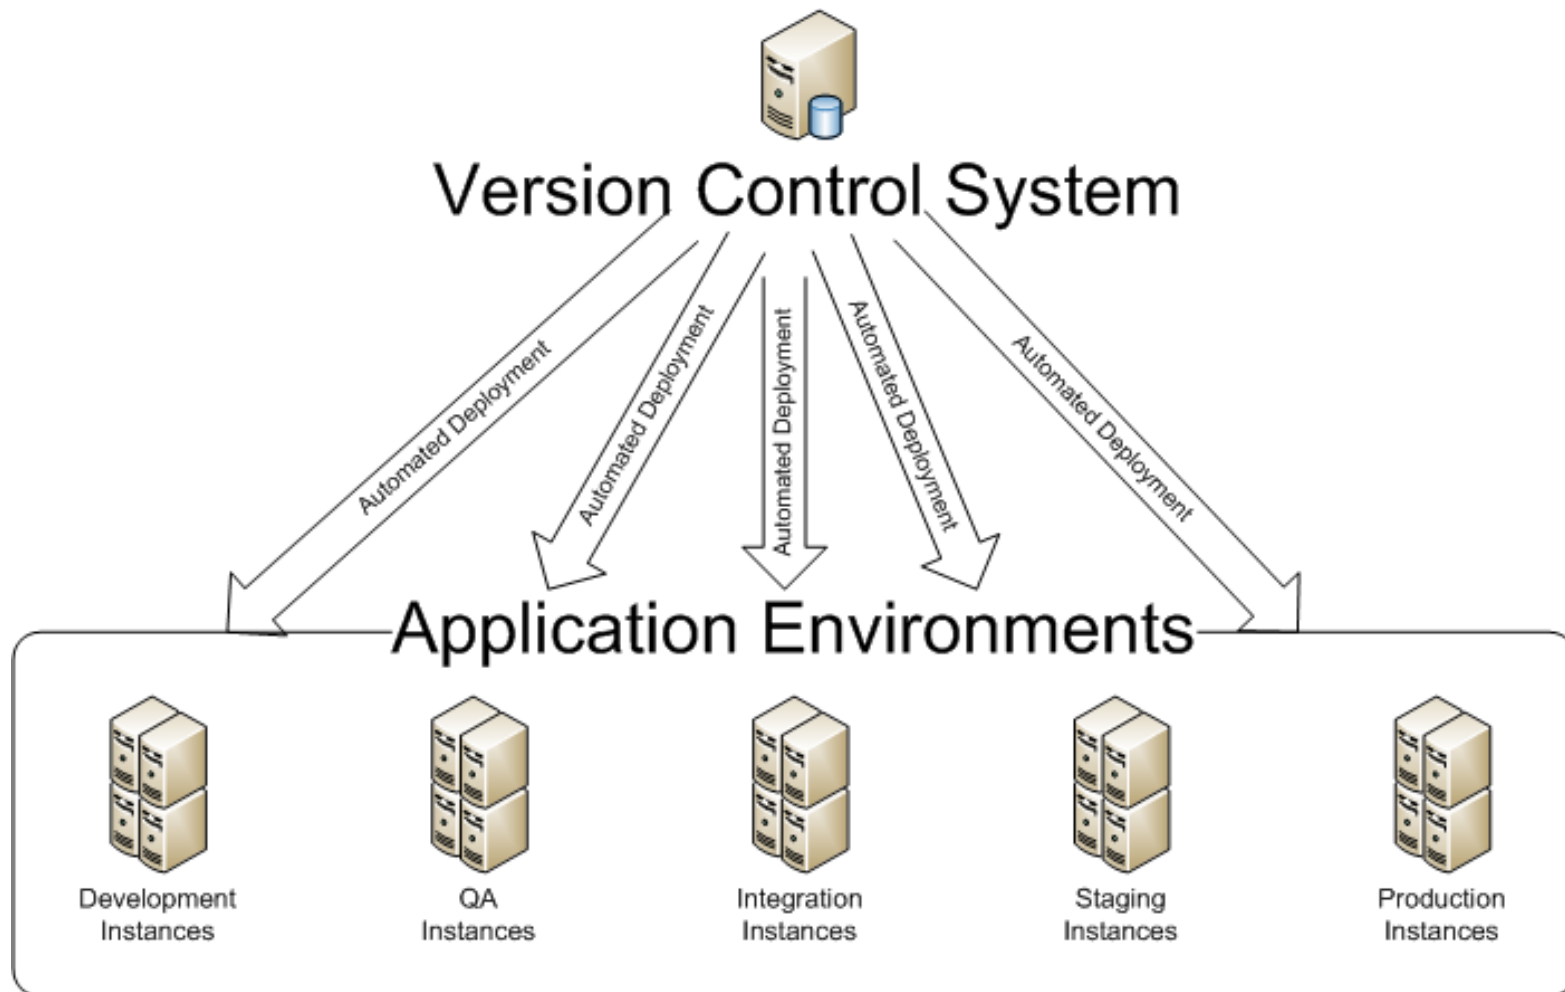 Version Control System
Automated Deployment
Automated Deployment
Automated Deployment
Automated Deployment
Automated Deployment
Application Environments
Development
Instances
QA
Instances
Integration
Instances
Staging
Instances
Production
Instances